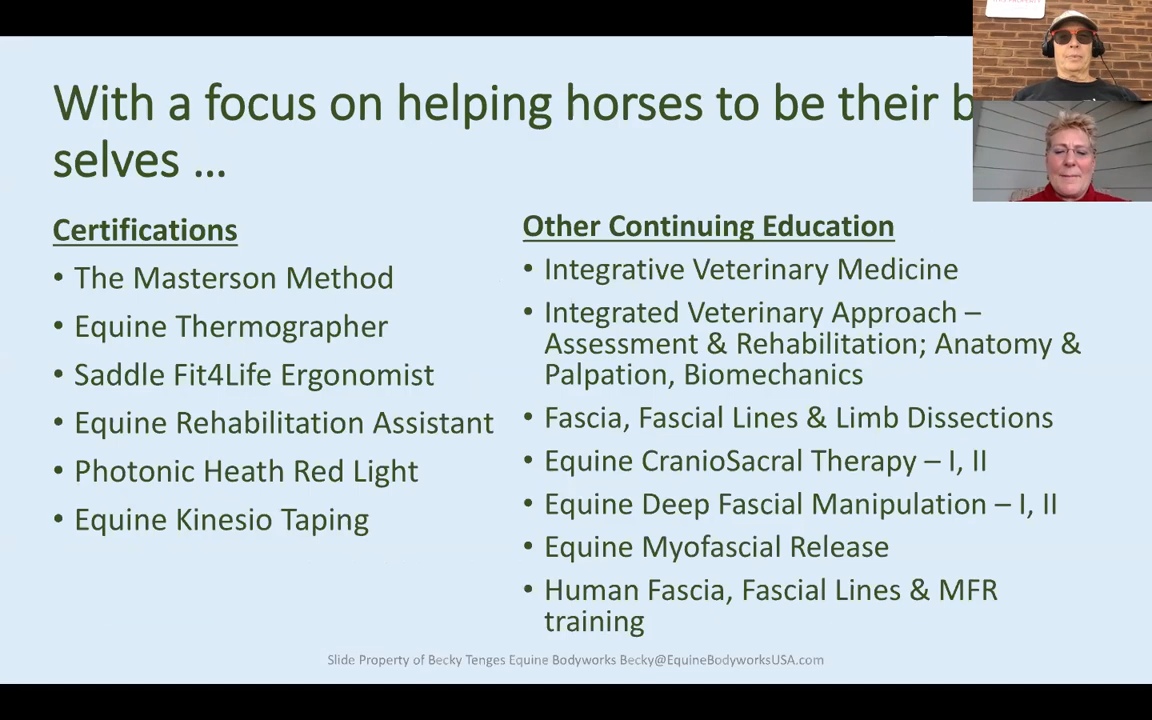 With a focus on helping horses to be their b
selves ...
Certifications
• The Masterson Method
• Equine Thermographer
• Saddle Fit4Life Ergonomist
• Equine Rehabilitation Assistant
• Photonic Heath Red Light
• Equine Kinesio Taping
Other Continuing Education
• Integrative Veterinary Medicine
• Integrated Veterinary Approach –
Assessment & Rehabilitation; Anatomy &
Palpation, Biomechanics
• Fascia, Fascial Lines & Limb Dissections
• Equine CranioSacral Therapy – I, II
• Equine Deep Fascial Manipulation – I, II
• Equine Myofascial Release
• Human Fascia, Fascial Lines & MFR
training
Slide Property of Becky Tenges Equine Bodyworks Becky@EquineBodyworksUSA.com